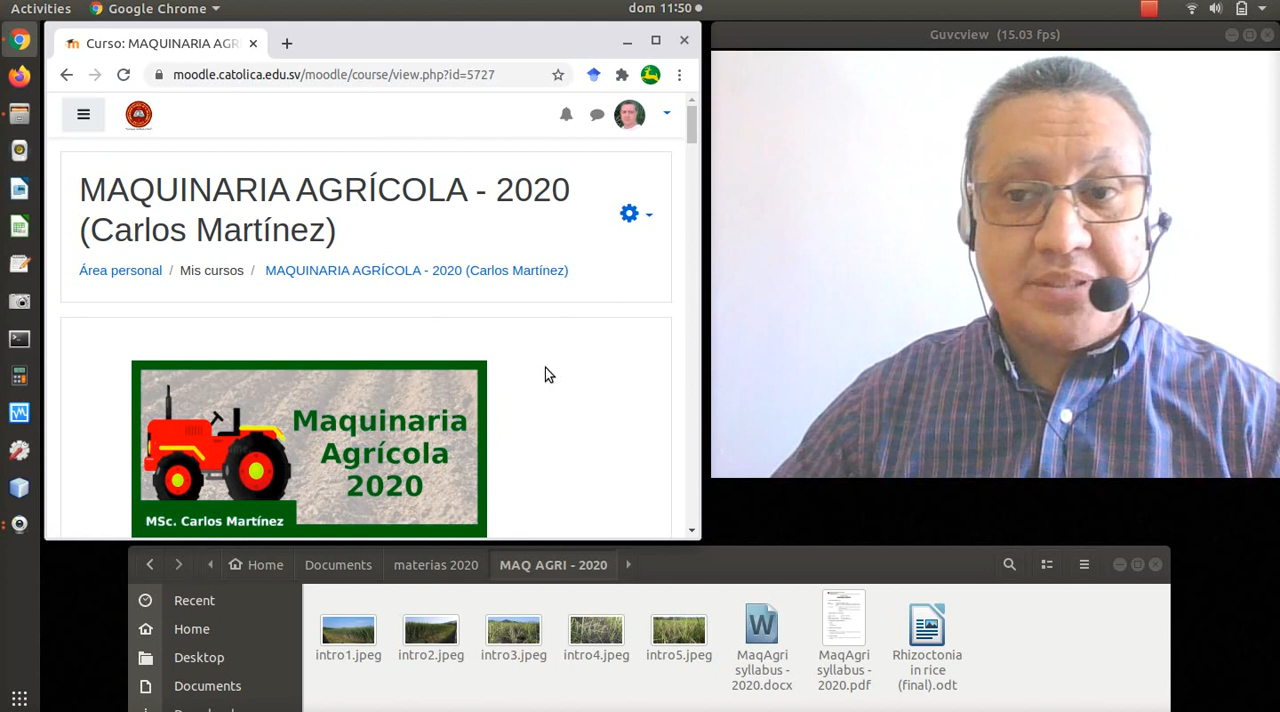 Activities
Google Chrome
dom 11:50
Curso: MAQUINARIA AGR
Guvcview (15.03 fps)
moodle.catolica.edu.sv/moodle/course/view.php?id=5727
MAQUINARIA AGRÍCOLA - 2020
(Carlos Martínez)
Área personal / Mis cursos / MAQUINARIA AGRÍCOLA - 2020 (Carlos Martínez)
Maquinaria
Agrícola
2020
MSc. Carlos Martínez
Home
Documents
materias 2020
MAQ AGRI - 2020
Recent
Home
Desktop
Documents
intro1.jpeg
intro2.jpeg
intro3.jpeg
intro4.jpeg
intro5.jpeg
MaqAgri
syllabus -
2020.docx
MaqAgri
syllabus -
2020.pdf
Rhizoctonia
in rice
(final).odt